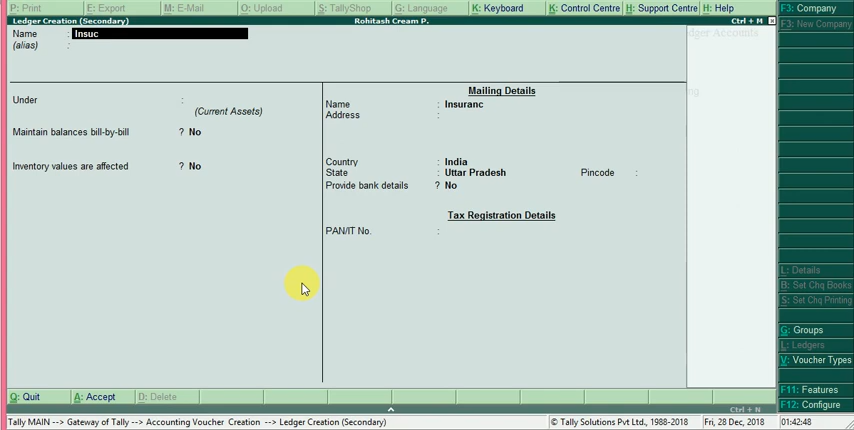 P: Print E: Export M: E-Mail O: Upload S: TallyShop G: Language K: Keyboard K: Control Centre H: Support Centre H: Help F3: Company
Ledger Creation (Secondary) Rohitash Cream P. Ctrl + M F3: New Company
Name : Insuc dger Accounts
(alias) :
Mailing Details
Under :
(Current Assets)
Name : Insuranc
Address :
Maintain balances bill-by-bill ? No
Inventory values are affected ? No
Country : India
State : Uttar Pradesh Pincode :
Provide bank details ? No
Tax Registration Details
PAN/IT No. :
L: Details
B: Set Chq Books
S: Set Chq Printing
G: Groups
L: Ledgers
V: Voucher Types
F11: Features
F12: Configure
Q: Quit A: Accept D: Delete
Ctrl + N
Tally MAIN --> Gateway of Tally --> Accounting Voucher Creation --> Ledger Creation (Secondary) © Tally Solutions Pvt Ltd., 1988-2018 Fri, 28 Dec, 2018 01:42:48